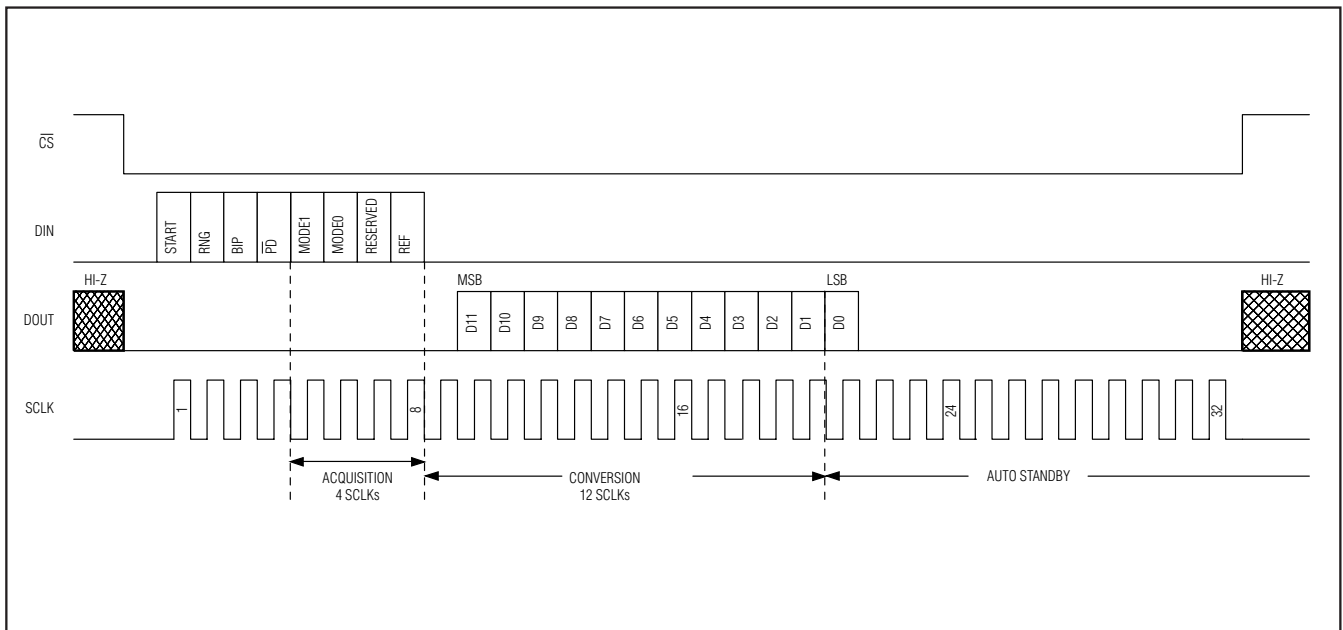 C̅S̅
DIN
START
RNG
BIP
P̅D̅
MODE1
MODE0
RESERVED
REF
HI-Z
MSB
LSB
HI-Z
DOUT
D11
D10
D9
D8
D7
D6
D5
D4
D3
D2
D1
D0
SCLK
1
8
16
24
32
ACQUISITION
4 SCLKs
CONVERSION
12 SCLKs
AUTO STANDBY